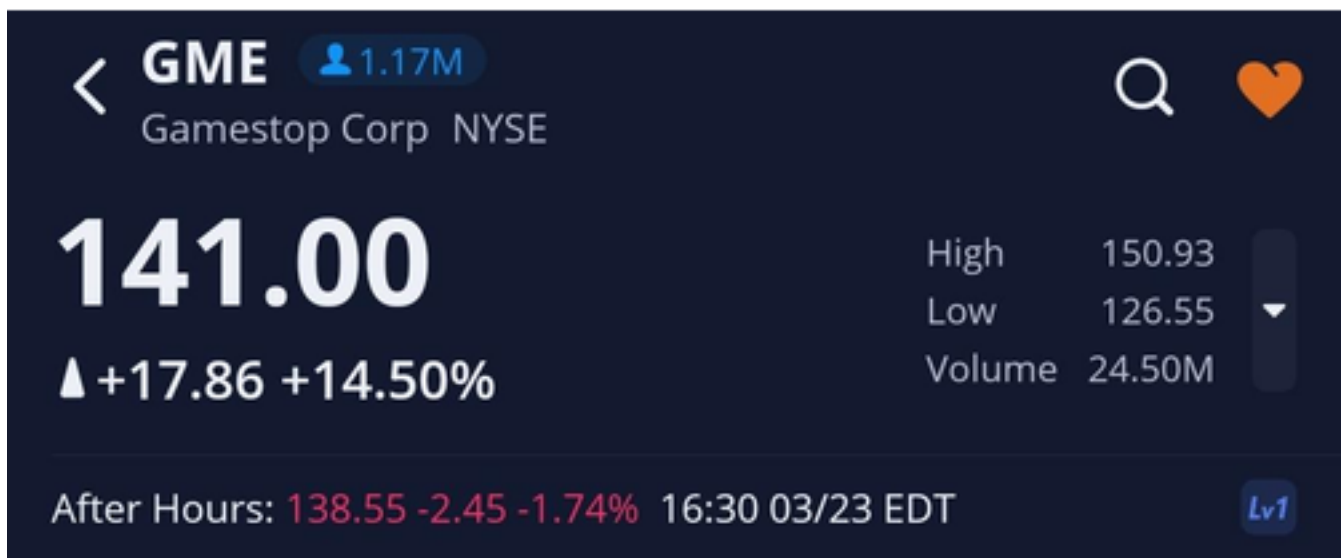 GME 1.17M
Gamestop Corp NYSE
141.00
+17.86 +14.50%
High 150.93
Low 126.55
Volume 24.50M
After Hours: 138.55 -2.45 -1.74% 16:30 03/23 EDT
Lv1